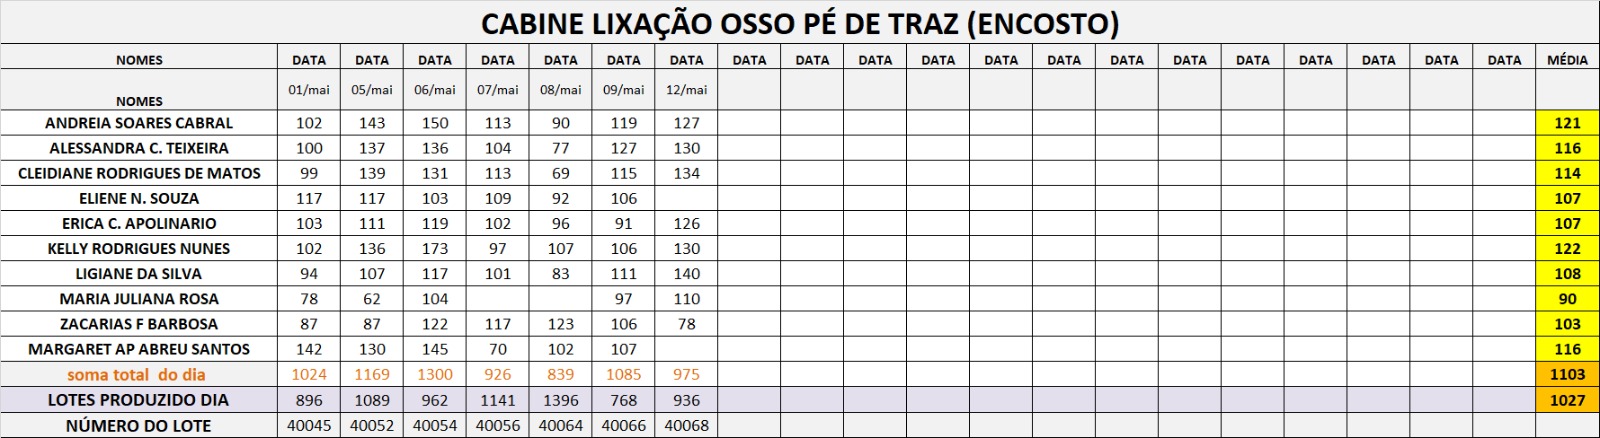 CABINE LIXAÇÃO OSSO PÉ DE TRAZ (ENCOSTO)
NOMES DATA DATA DATA DATA DATA DATA DATA DATA DATA DATA DATA DATA DATA DATA DATA DATA DATA DATA DATA DATA MÉDIA
NOMES 01/mai 05/mai 06/mai 07/mai 08/mai 09/mai 12/mai
ANDREIA SOARES CABRAL 102 143 150 113 90 119 127 121
ALESSANDRA C. TEIXEIRA 100 137 136 104 77 127 130 116
CLEIDIANE RODRIGUES DE MATOS 99 139 131 113 69 115 134 114
ELIENE N. SOUZA 117 117 103 109 92 106 107
ERICA C. APOLINARIO 103 111 119 102 96 91 126 107
KELLY RODRIGUES NUNES 102 136 173 97 107 106 130 122
LIGIANE DA SILVA 94 107 117 101 83 111 140 108
MARIA JULIANA ROSA 78 62 104 97 110 90
ZACARIAS F BARBOSA 87 87 122 117 123 106 78 103
MARGARET AP ABREU SANTOS 142 130 145 70 102 107 116
soma total do dia 1024 1169 1300 926 839 1085 975 1103
LOTES PRODUZIDO DIA 896 1089 962 1141 1396 768 936 1027
NÚMERO DO LOTE 40045 40052 40054 40056 40064 40066 40068